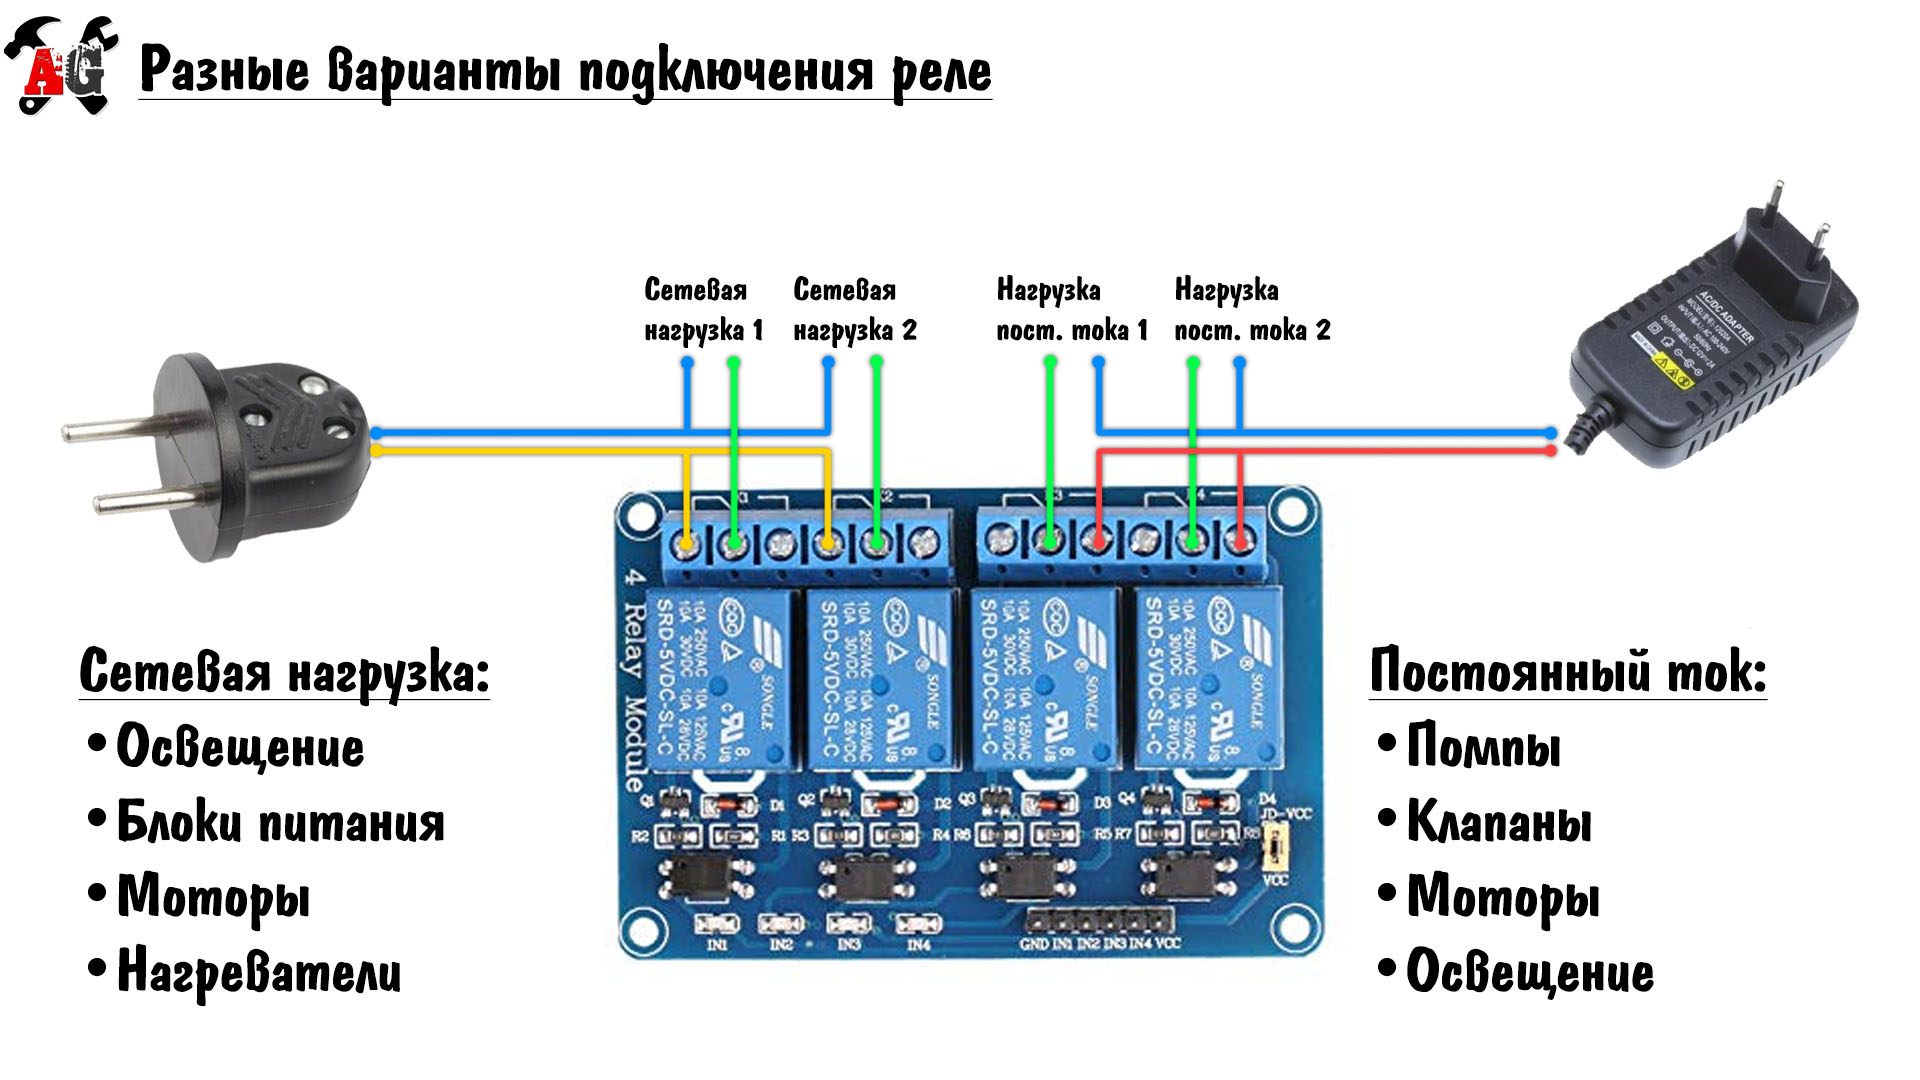 AG
Разные варианты подключения реле
Сетевая
нагрузка 1
Сетевая
нагрузка 2
Нагрузка
пост. тока 1
Нагрузка
пост. тока 2
AC/DC ADAPTER
4 Relay Module
SONGLE
10A 250VAC 10A 125VAC
10A 30VDC 10A 28VDC
SRD-5VDC-SL-C
SONGLE
10A 250VAC 10A 125VAC
10A 30VDC 10A 28VDC
SRD-5VDC-SL-C
SONGLE
10A 250VAC 10A 125VAC
10A 30VDC 10A 28VDC
SRD-5VDC-SL-C
SONGLE
10A 250VAC 10A 125VAC
10A 30VDC 10A 28VDC
SRD-5VDC-SL-C
Q1 D1 Q2 D2 Q3 D3 Q4 D4
JD-VCC
R2 R1 R3 R4 R6 R5 R7 R8
VCC
IN1 IN2 IN3 IN4 GND IN1 IN2 IN3 IN4 VCC
Сетевая нагрузка:
•Освещение
•Блоки питания
•Моторы
•Нагреватели
Постоянный ток:
•Помпы
•Клапаны
•Моторы
•Освещение